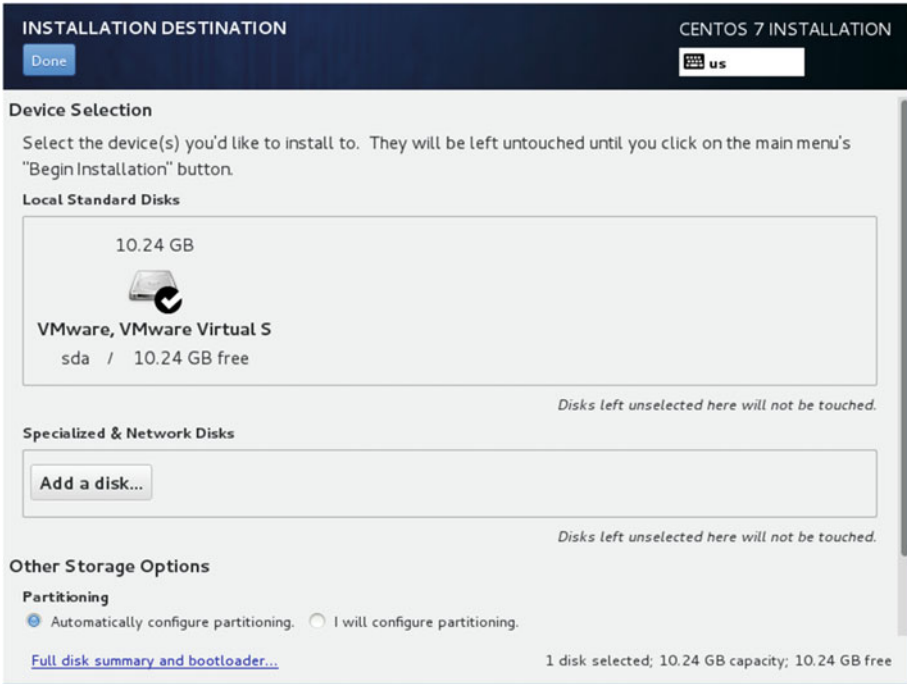 INSTALLATION DESTINATION
CENTOS 7 INSTALLATION
Done
us
Device Selection
Select the device(s) you'd like to install to. They will be left untouched until you click on the main menu's
"Begin Installation" button.
Local Standard Disks
10.24 GB
VMware, VMware Virtual S
sda / 10.24 GB free
Disks left unselected here will not be touched.
Specialized & Network Disks
Add a disk...
Disks left unselected here will not be touched.
Other Storage Options
Partitioning
Automatically configure partitioning. I will configure partitioning.
Full disk summary and bootloader... 1 disk selected; 10.24 GB capacity; 10.24 GB free